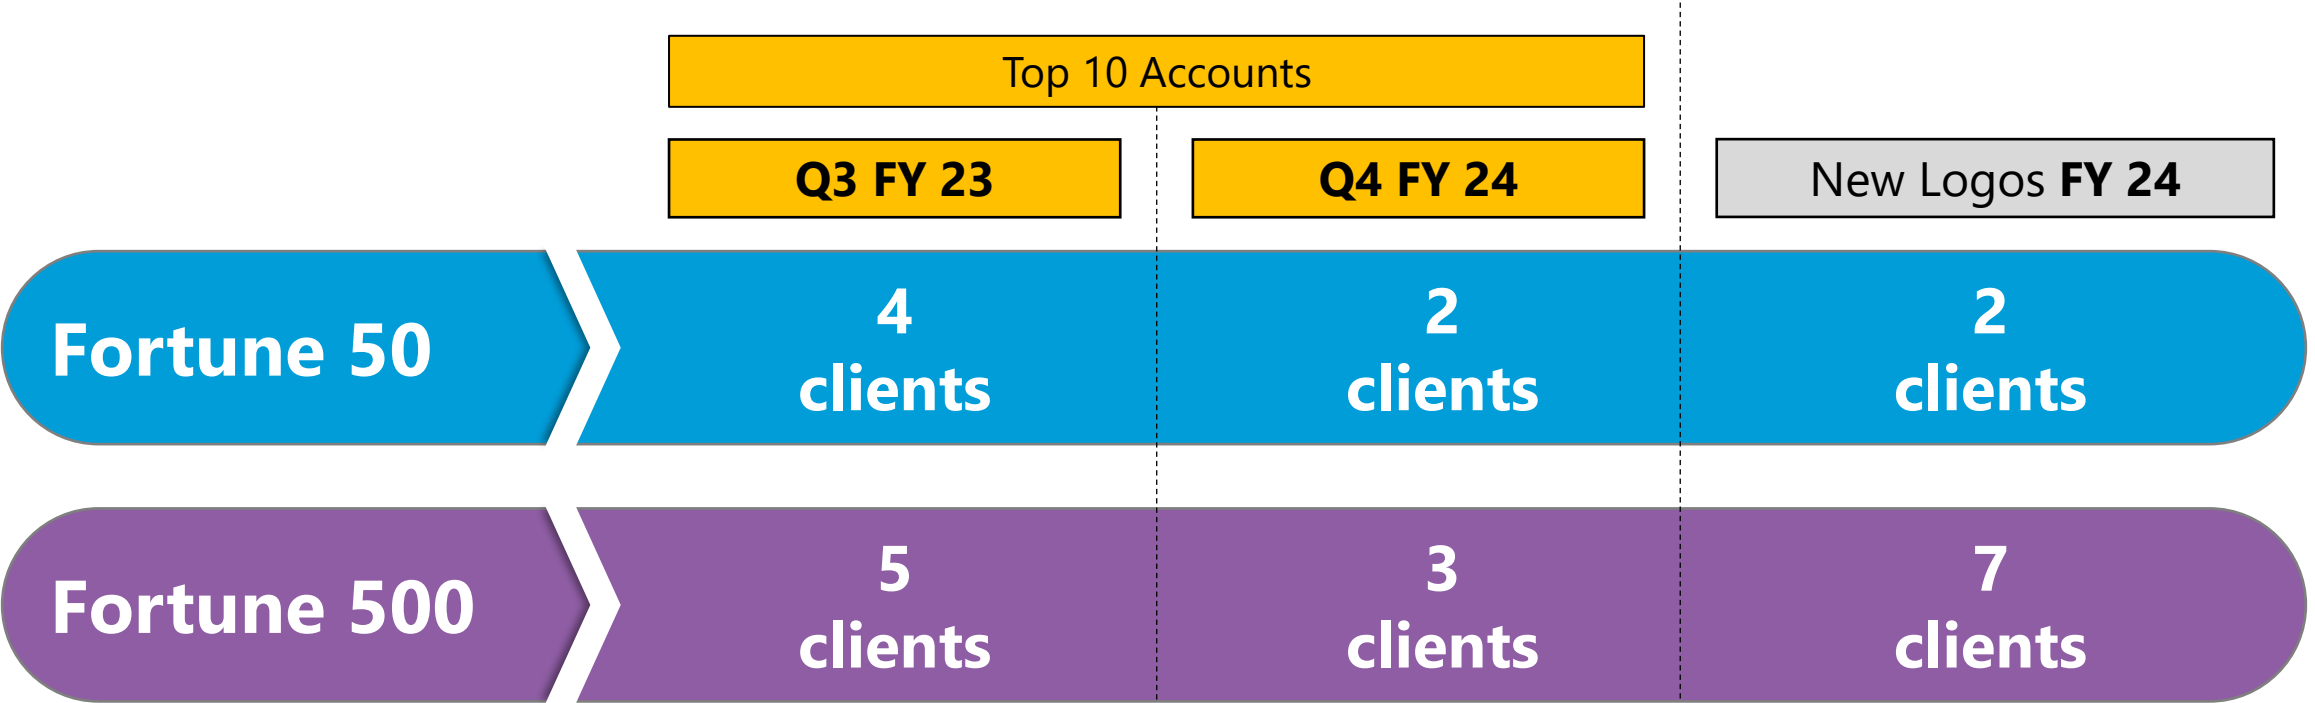 Top 10 Accounts
Q3 FY 23
Q4 FY 24
New Logos FY 24
Fortune 50
4
clients
2
clients
2
clients
Fortune 500
5
clients
3
clients
7
clients